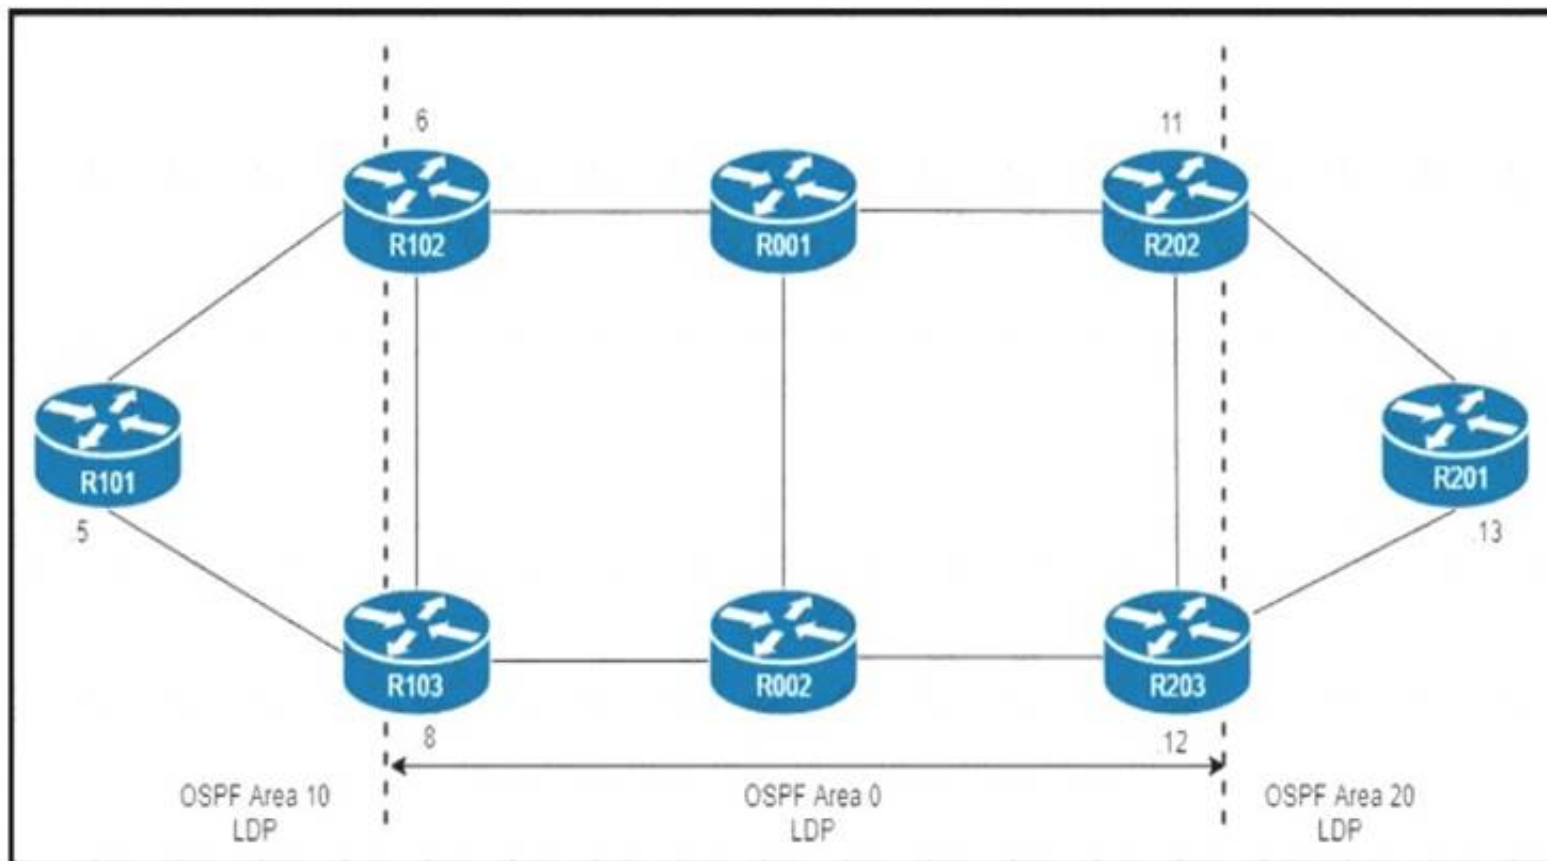 .6
11
R102
R001
R202
R101
R201
.5
.13
R103
R002
R203
8
.12
OSPF Area 10
LDP
OSPF Area 0
LDP
OSPF Area 20
LDP